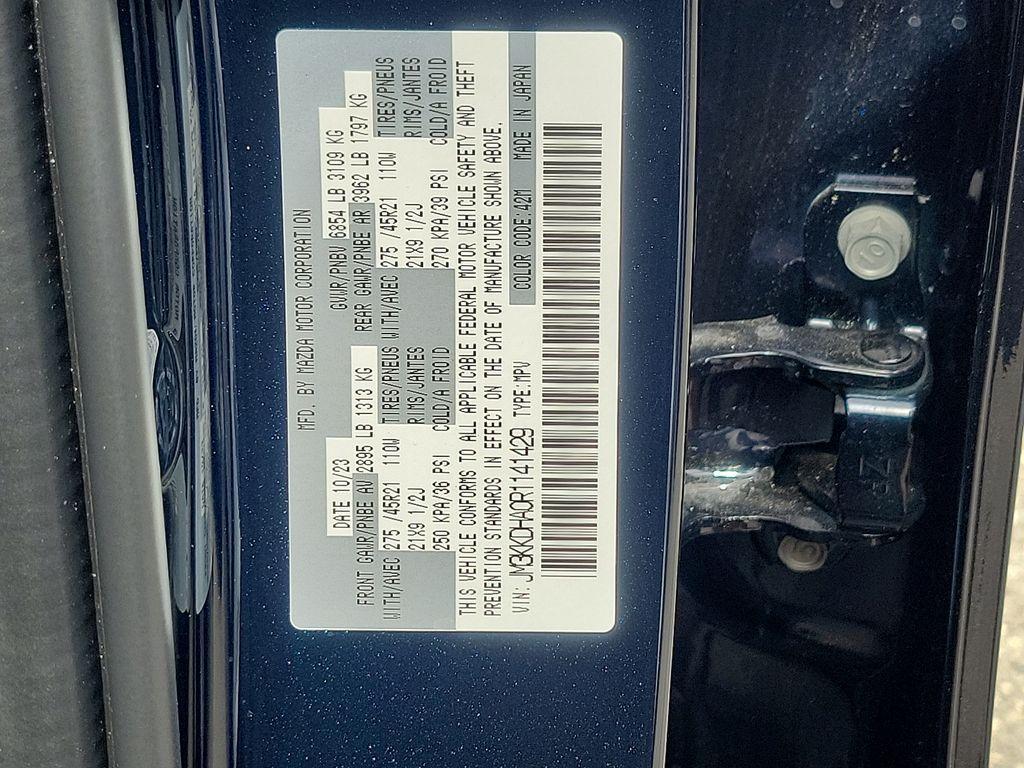 MFD. BY MAZDA MOTOR CORPORATION
DATE 10/23 GVWR/PNBV 6854 LB 3109 KG
FRONT GAWR/PNBE AV 2895 LB 1313 KG REAR GAWR/PNBE AR 3962 LB 1797 KG
WITH/AVEC 275 /45R21 110W TIRES/PNEUS WITH/AVEC 275 /45R21 110W TIRES/PNEUS
21X9 1/2J RIMS/JANTES 21X9 1/2J RIMS/JANTES
250 KPA/36 PSI COLD/A FROID 270 KPA/39 PSI COLD/A FROID
THIS VEHICLE CONFORMS TO ALL APPLICABLE FEDERAL MOTOR VEHICLE SAFETY AND THEFT
PREVENTION STANDARDS IN EFFECT ON THE DATE OF MANUFACTURE SHOWN ABOVE.
VIN: JM3KKDHA0R1141429 TYPE:MPV COLOR CODE:42M MADE IN JAPAN
10